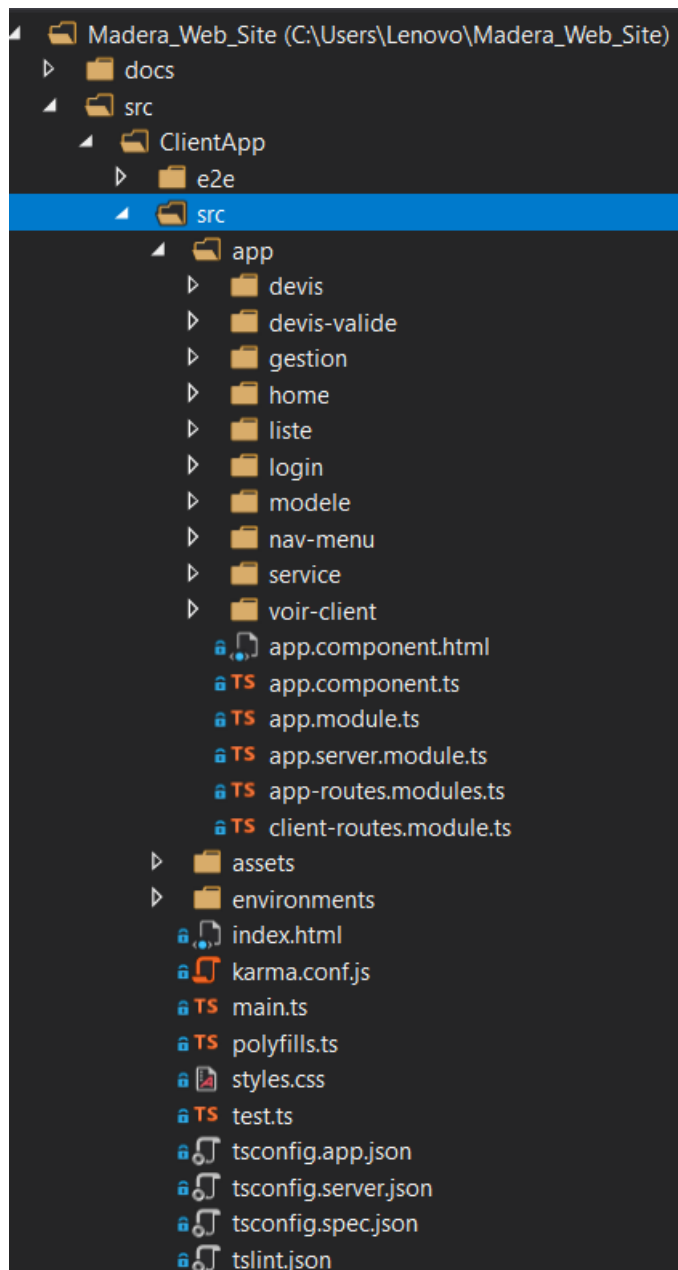 Madera_Web_Site (C:\Users\Lenovo\Madera_Web_Site)
docs
src
ClientApp
e2e
src
app
devis
devis-valide
gestion
home
liste
login
modele
nav-menu
service
voir-client
app.component.html
TS app.component.ts
TS app.module.ts
TS app.server.module.ts
TS app-routes.modules.ts
TS client-routes.module.ts
assets
environments
index.html
karma.conf.js
TS main.ts
TS polyfills.ts
styles.css
TS test.ts
tsconfig.app.json
tsconfig.server.json
tsconfig.spec.json
tslint.json